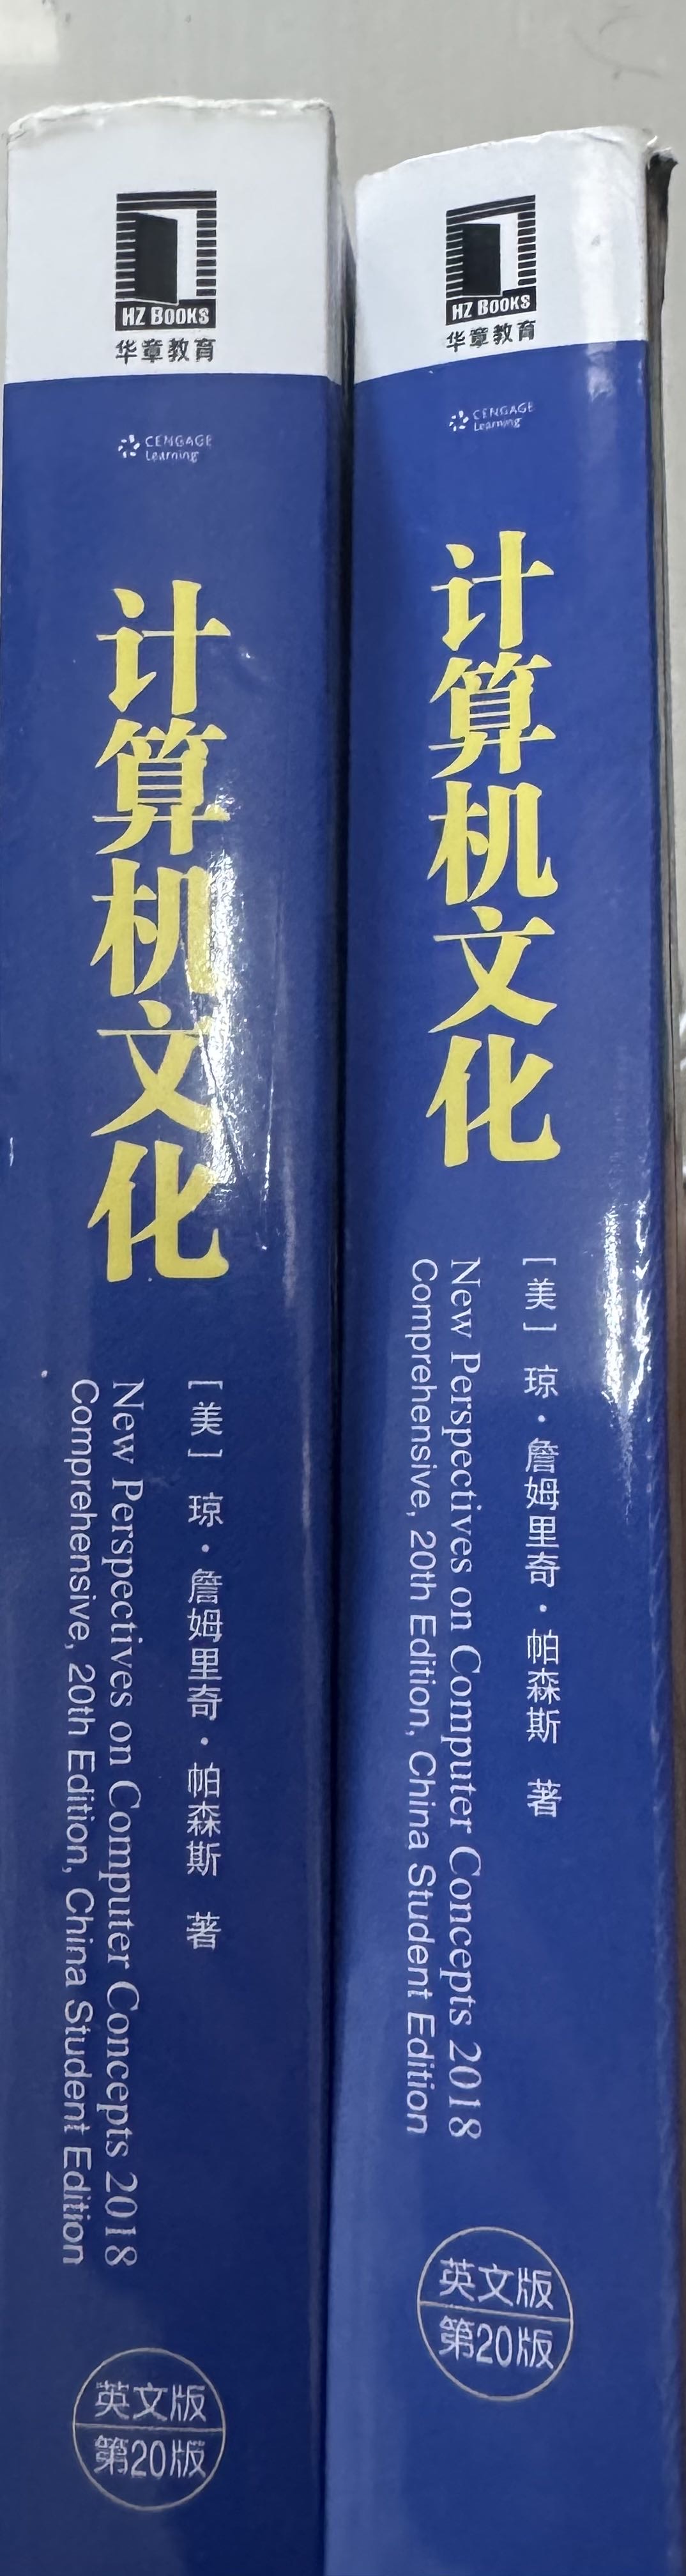 HZ BOOKS
华章教育
CENGAGE
Learning
计算机文化
[美] 琼·詹姆里奇·帕森斯 著
New Perspectives on Computer Concepts 2018
Comprehensive, 20th Edition, China Student Edition
英文版
第20版
HZ BOOKS
华章教育
CENGAGE
Learning
计算机文化
[美] 琼·詹姆里奇·帕森斯 著
New Perspectives on Computer Concepts 2018
Comprehensive, 20th Edition, China Student Edition
英文版
第20版